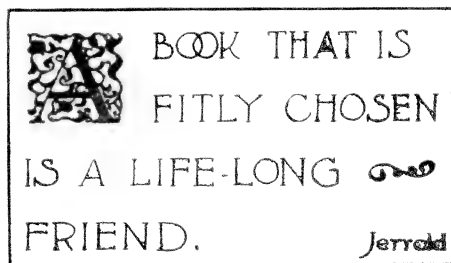 A BOOK THAT IS
FITLY CHOSEN
IS A LIFE-LONG
FRIEND.
Jerrold